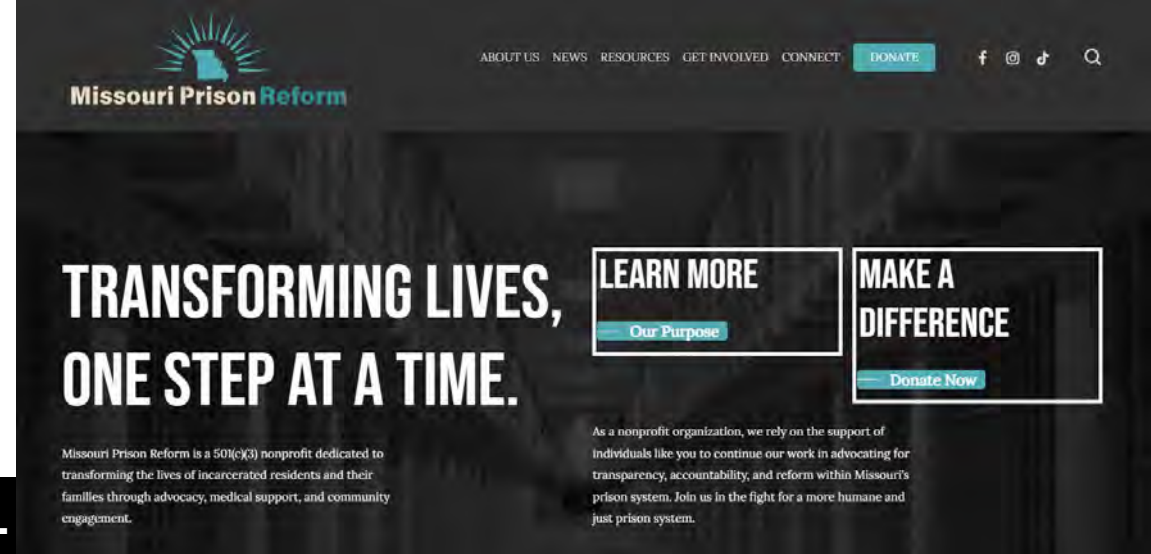 Missouri Prison Reform
ABOUT US NEWS RESOURCES GET INVOLVED CONNECT DONATE
TRANSFORMING LIVES,
ONE STEP AT A TIME.
Missouri Prison Reform is a 501(c)(3) nonprofit dedicated to
transforming the lives of incarcerated residents and their
families through advocacy, medical support, and community
engagement.
LEARN MORE
Our Purpose
MAKE A
DIFFERENCE
Donate Now
As a nonprofit organization, we rely on the support of
individuals like you to continue our work in advocating for
transparency, accountability, and reform within Missouri's
prison system. Join us in the fight for a more humane and
just prison system.